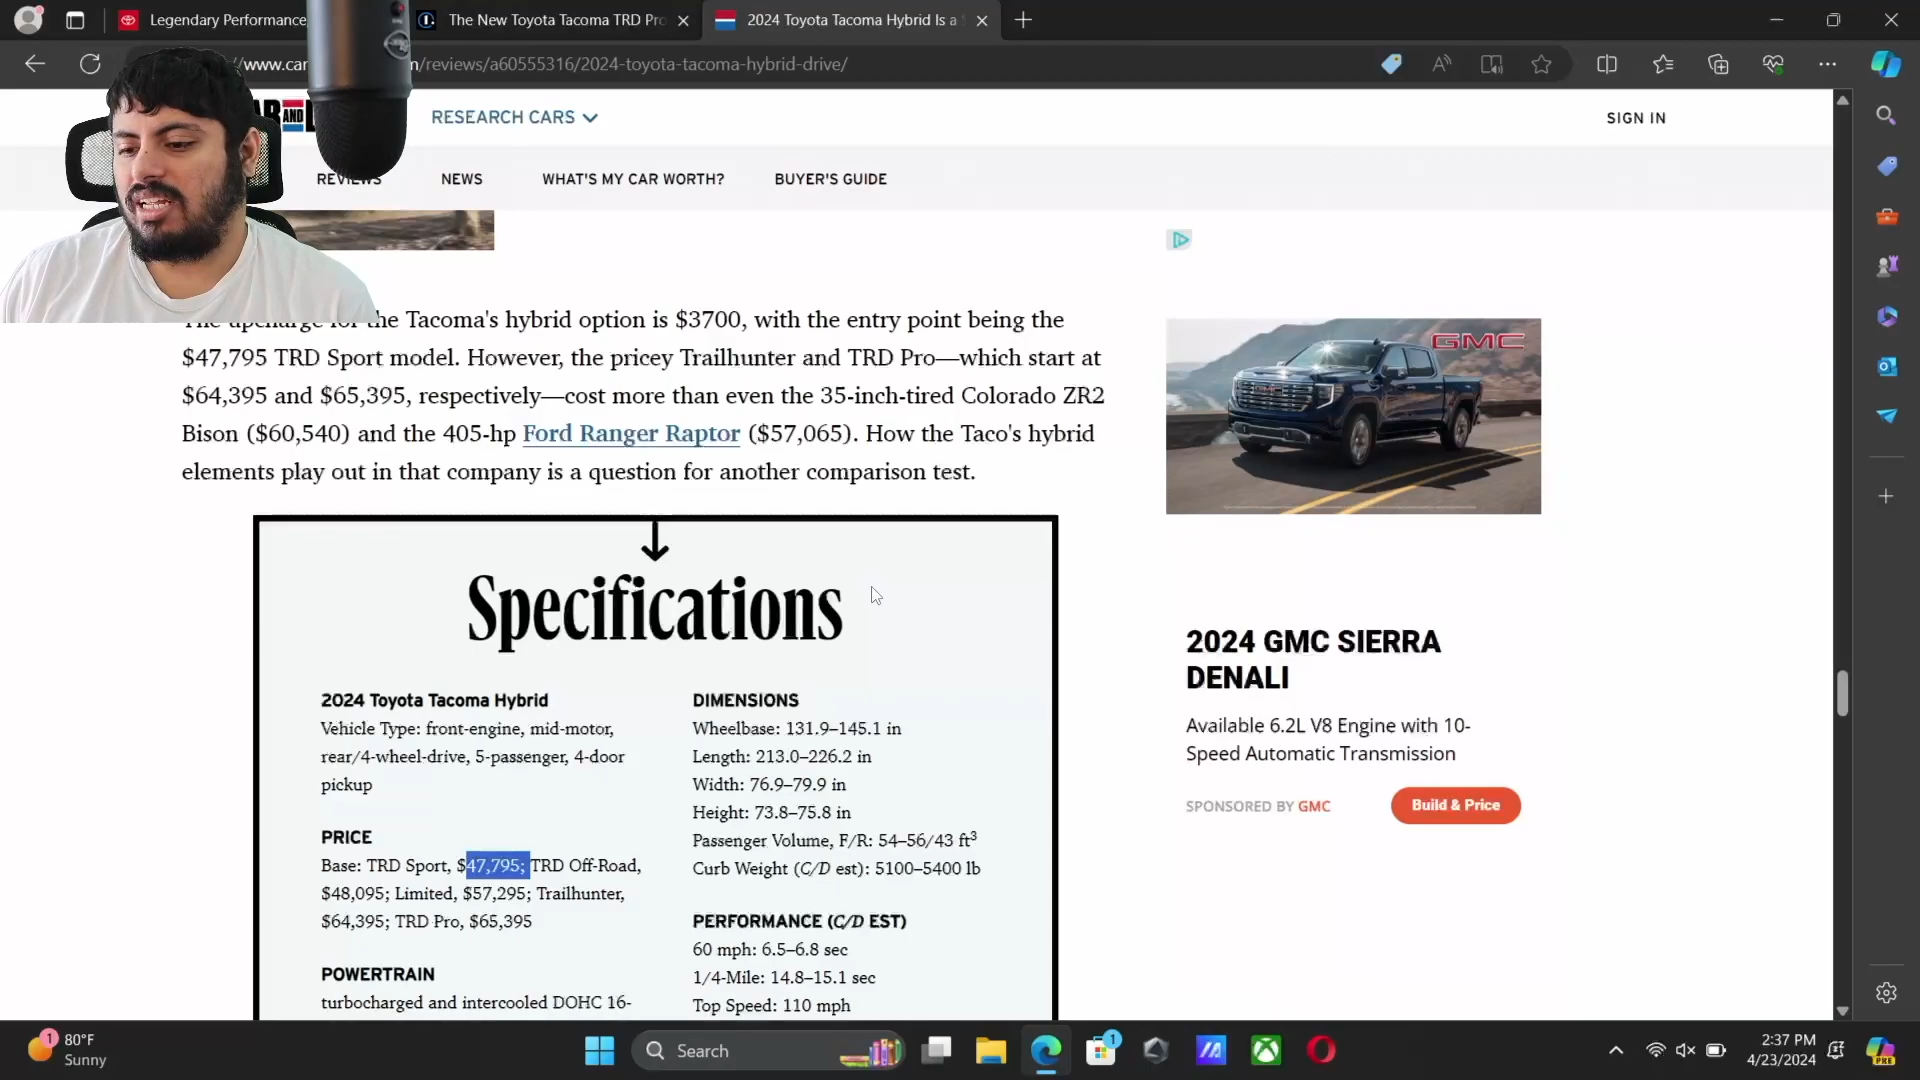 Legendary Performance
The New Toyota Tacoma TRD Pro
2024 Toyota Tacoma Hybrid Is a
/reviews/a60555316/2024-toyota-tacoma-hybrid-drive/
AND
RESEARCH CARS
SIGN IN
REVIEWS
NEWS
WHAT'S MY CAR WORTH?
BUYER'S GUIDE
The upcharge for the Tacoma's hybrid option is $3700, with the entry point being the
$47,795 TRD Sport model. However, the pricey Trailhunter and TRD Pro—which start at
$64,395 and $65,395, respectively—cost more than even the 35-inch-tired Colorado ZR2
Bison ($60,540) and the 405-hp Ford Ranger Raptor ($57,065). How the Taco's hybrid
elements play out in that company is a question for another comparison test.
GMC
Specifications
2024 Toyota Tacoma Hybrid
Vehicle Type: front-engine, mid-motor,
rear/4-wheel-drive, 5-passenger, 4-door
pickup
PRICE
Base: TRD Sport, $47,795; TRD Off-Road,
$48,095; Limited, $57,295; Trailhunter,
$64,395; TRD Pro, $65,395
POWERTRAIN
turbocharged and intercooled DOHC 16-
DIMENSIONS
Wheelbase: 131.9–145.1 in
Length: 213.0–226.2 in
Width: 76.9–79.9 in
Height: 73.8–75.8 in
Passenger Volume, F/R: 54–56/43 ft³
Curb Weight (C/D est): 5100–5400 lb
PERFORMANCE (C/D EST)
60 mph: 6.5–6.8 sec
1/4-Mile: 14.8–15.1 sec
Top Speed: 110 mph
2024 GMC SIERRA
DENALI
Available 6.2L V8 Engine with 10-
Speed Automatic Transmission
SPONSORED BY GMC
Build & Price
1
80°F
Sunny
Search
1
2:37 PM
4/23/2024
PRE